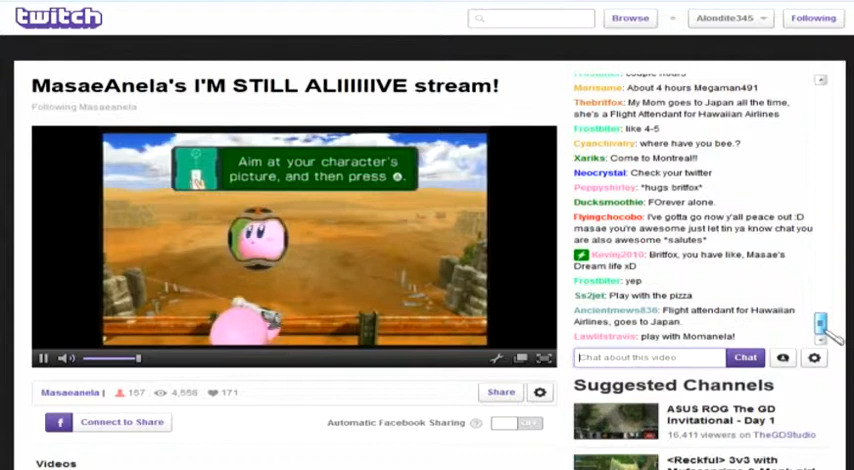 twitch
Browse
Alondite345
Following
MasaeAnela's I'M STILL ALIIIIIIVE stream!
Following Masaeanela
Aim at your character's
picture, and then press A.
couple hours
Marisame: About 4 hours Megaman491
Thebritfox: My Mom goes to Japan all the time,
she's a Flight Attendant for Hawaiian Airlines
Frostbiter: like 4-5
Cyanchivalry: where have you bee.?
Xariks: Come to Montreal!!
Neocrystal: Check your twitter
Peppyshirley: *hugs britfox*
Ducksmoothie: FOrever alone.
Flyingchocobo: I've gotta go now y'all peace out :D
masae you're awesome just let tin ya know chat you
are also awesome *salutes*
Kevinj2010: Britfox, you have like, Masae's
Dream life xD
Frostbiter: yep
Ss2jet: Play with the pizza
Ancientmews836: Flight attendant for Hawaiian
Airlines, goes to Japan.
Lawlitstravis: play with Momanela!
Chat about this video
Chat
Masaeanela |
157
4,556
171
Share
Connect to Share
Automatic Facebook Sharing
OFF
Videos
Suggested Channels
ASUS ROG The GD
Invitational - Day 1
16,411 viewers on TheGDStudio
<Reckful> 3v3 with